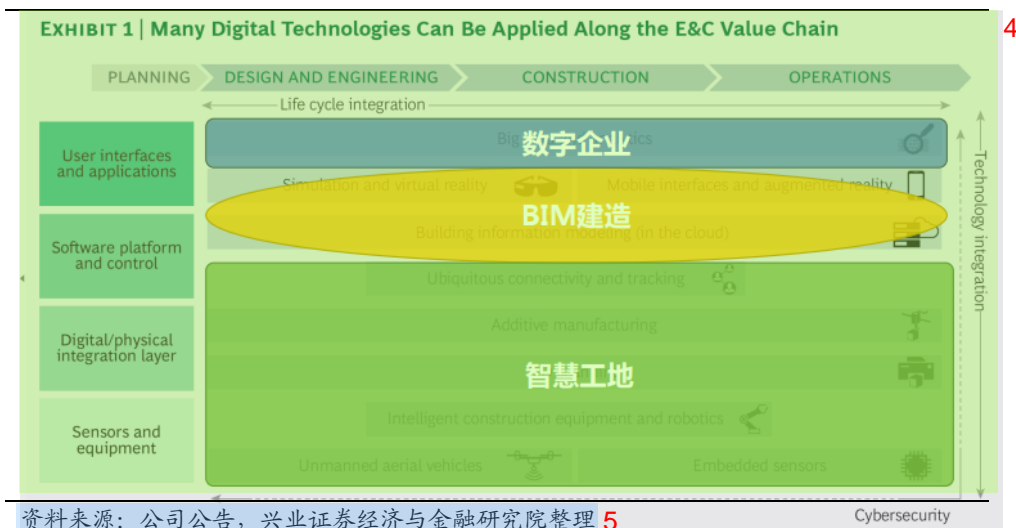 EXHIBIT 1 | Many Digital Technologies Can Be Applied Along the E&C Value Chain
4
PLANNING
DESIGN AND ENGINEERING
CONSTRUCTION
OPERATIONS
Life cycle integration
User interfaces
and applications
数字企业
Simulation and virtual reality
Mobile interfaces and augmented reality
BIM建造
Building information modeling (in the cloud)
Software platform
and control
Ubiquitous connectivity and tracking
Additive manufacturing
Digital/physical
integration layer
智慧工地
Intelligent construction equipment and robotics
Sensors and
equipment
Unmanned aerial vehicles
Embedded sensors
Technology integration
Cybersecurity
资料来源：公司公告，兴业证券经济与金融研究院整理 5